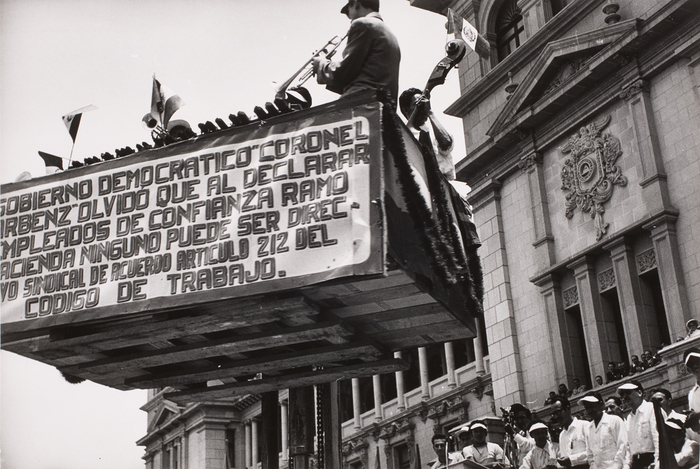 GOBIERNO DEMOCRATICO "CORONEL
ARBENZ OLVIDO QUE AL DECLARAR
EMPLEADOS DE CONFIANZA RAMO
HACIENDA NINGUNO PUEDE SER DIREC-
TIVO SINDICAL DE ACUERDO ARTICULO 212 DEL
CODIGO DE TRABAJO.